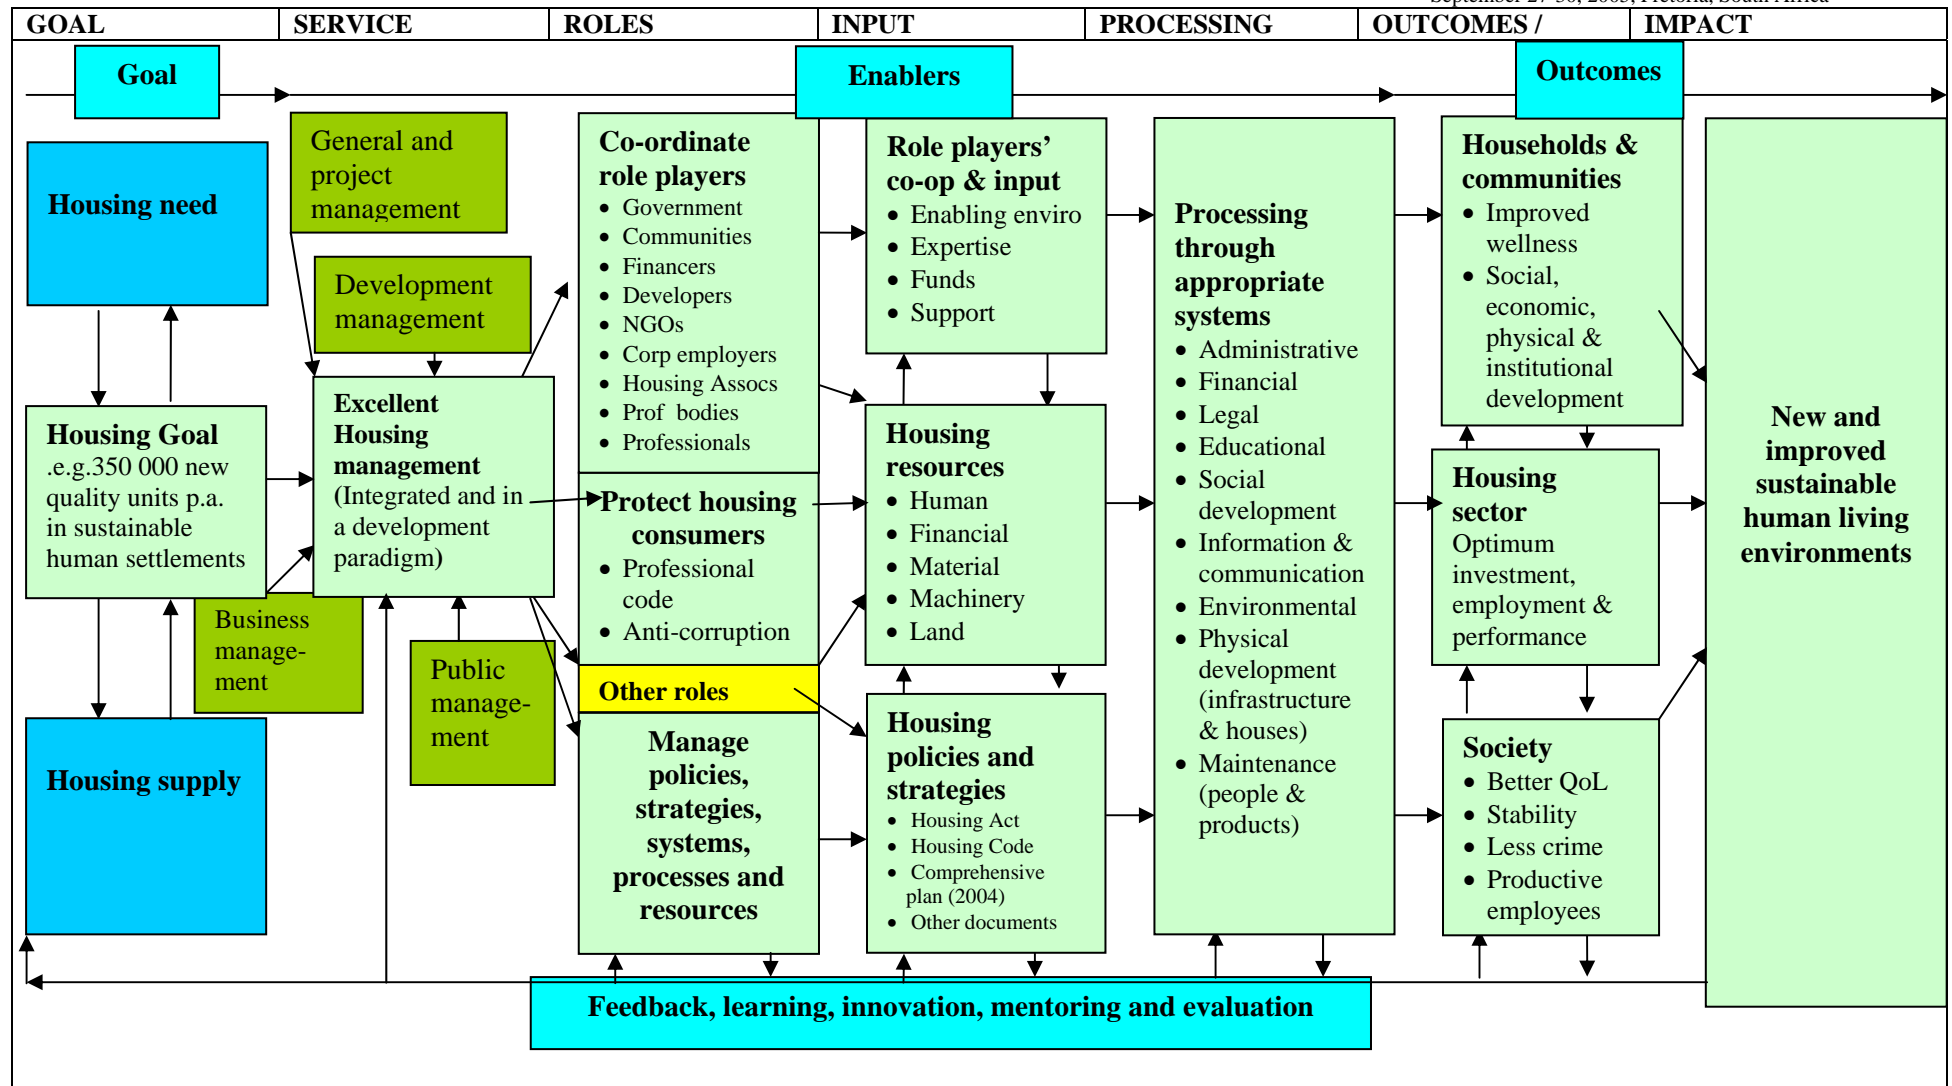 September 27-30, 2005, Pretoria, South Africa
GOAL SERVICE ROLES INPUT PROCESSING OUTCOMES / IMPACT
Goal
Enablers
Outcomes
Housing need
Housing Goal
.e.g.350 000 new
quality units p.a.
in sustainable
human settlements
Housing supply
General and
project
management
Development
management
Excellent
Housing
management
(Integrated and in
a development
paradigm)
Business
manage-
ment
Public
manage-
ment
Co-ordinate
role players
• Government
• Communities
• Financers
• Developers
• NGOs
• Corp employers
• Housing Assocs
• Prof bodies
• Professionals
Protect housing
consumers
• Professional
code
• Anti-corruption
Other roles
Manage
policies,
strategies,
systems,
processes and
resources
Role players’
co-op & input
• Enabling enviro
• Expertise
• Funds
• Support
Housing
resources
• Human
• Financial
• Material
• Machinery
• Land
Housing
policies and
strategies
• Housing Act
• Housing Code
• Comprehensive
plan (2004)
• Other documents
Processing
through
appropriate
systems
• Administrative
• Financial
• Legal
• Educational
• Social
development
• Information &
communication
• Environmental
• Physical
development
(infrastructure
& houses)
• Maintenance
(people &
products)
Households &
communities
• Improved
wellness
• Social,
economic,
physical &
institutional
development
Housing
sector
Optimum
investment,
employment &
performance
Society
• Better QoL
• Stability
• Less crime
• Productive
employees
New and
improved
sustainable
human living
environments
Feedback, learning, innovation, mentoring and evaluation